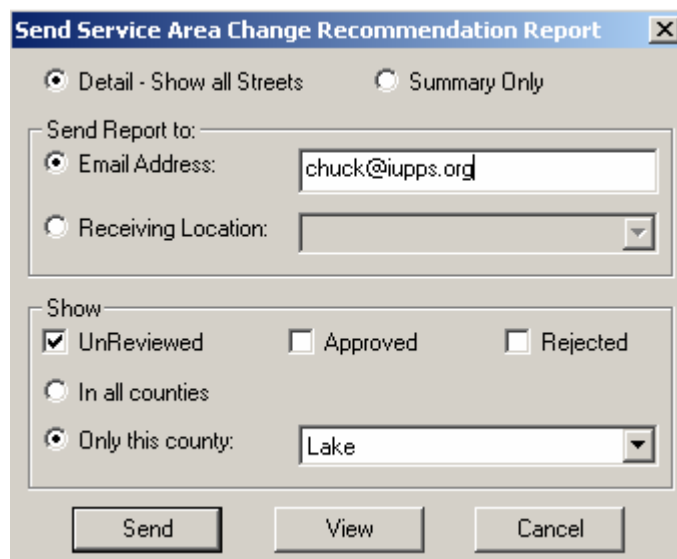 Send Service Area Change Recommendation Report
Detail - Show all Streets Summary Only
Send Report to:
Email Address: chuck@iupps.org
Receiving Location:
Show
UnReviewed Approved Rejected
In all counties
Only this county: Lake
Send View Cancel